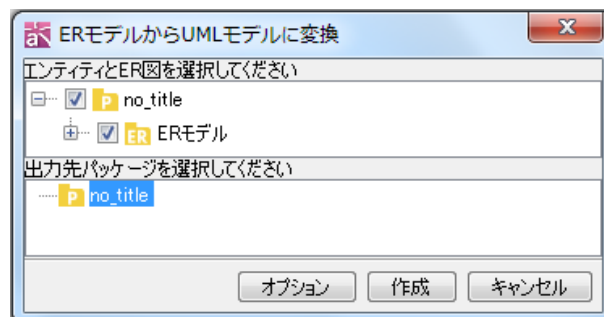 ERモデルからUMLモデルに変換
エンティティとER図を選択してください
no_title
ERモデル
出力先パッケージを選択してください
no_title
オプション 作成 キャンセル